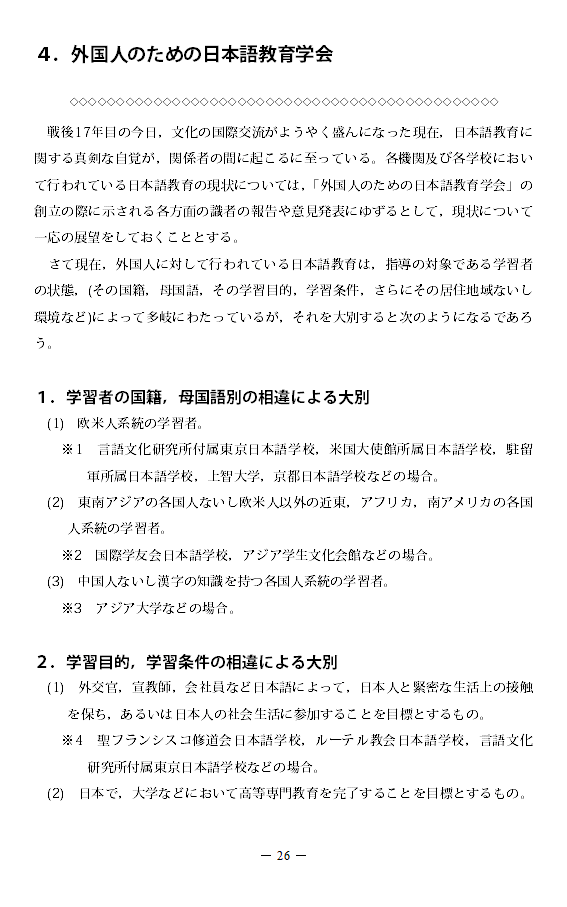 ４．外国人のための日本語教育学会
◇◇◇◇◇◇◇◇◇◇◇◇◇◇◇◇◇◇◇◇◇◇◇◇◇◇◇◇◇◇◇◇◇◇◇◇◇◇◇◇◇◇◇◇◇◇◇
戦後17年目の今日，文化の国際交流がようやく盛んになった現在，日本語教育に
関する真剣な自覚が，関係者の間に起こるに至っている。各機関及び各学校におい
て行われている日本語教育の現状については，「外国人のための日本語教育学会」の
創立の際に示される各方面の識者の報告や意見発表にゆずるとして，現状について
一応の展望をしておくこととする。
さて現在，外国人に対して行われている日本語教育は，指導の対象である学習者
の状態，(その国籍，母国語，その学習目的，学習条件，さらにその居住地域ないし
環境など)によって多岐にわたっているが，それを大別すると次のようになるであろ
う。
１．学習者の国籍，母国語別の相違による大別
(1)　欧米人系統の学習者。
※１　言語文化研究所付属東京日本語学校，米国大使館所属日本語学校，駐留
軍所属日本語学校，上智大学，京都日本語学校などの場合。
(2)　東南アジアの各国人ないし欧米人以外の近東，アフリカ，南アメリカの各国
人系統の学習者。
※2　国際学友会日本語学校，アジア学生文化会館などの場合。
(3)　中国人ないし漢字の知識を持つ各国人系統の学習者。
※3　アジア大学などの場合。
２．学習目的，学習条件の相違による大別
(1)　外交官，宣教師，会社員など日本語によって，日本人と緊密な生活上の接触
を保ち，あるいは日本人の社会生活に参加することを目標とするもの。
※４　聖フランシスコ修道会日本語学校，ルーテル教会日本語学校，言語文化
研究所付属東京日本語学校などの場合。
(2)　日本で，大学などにおいて高等専門教育を完了することを目標とするもの。
― 26 ―